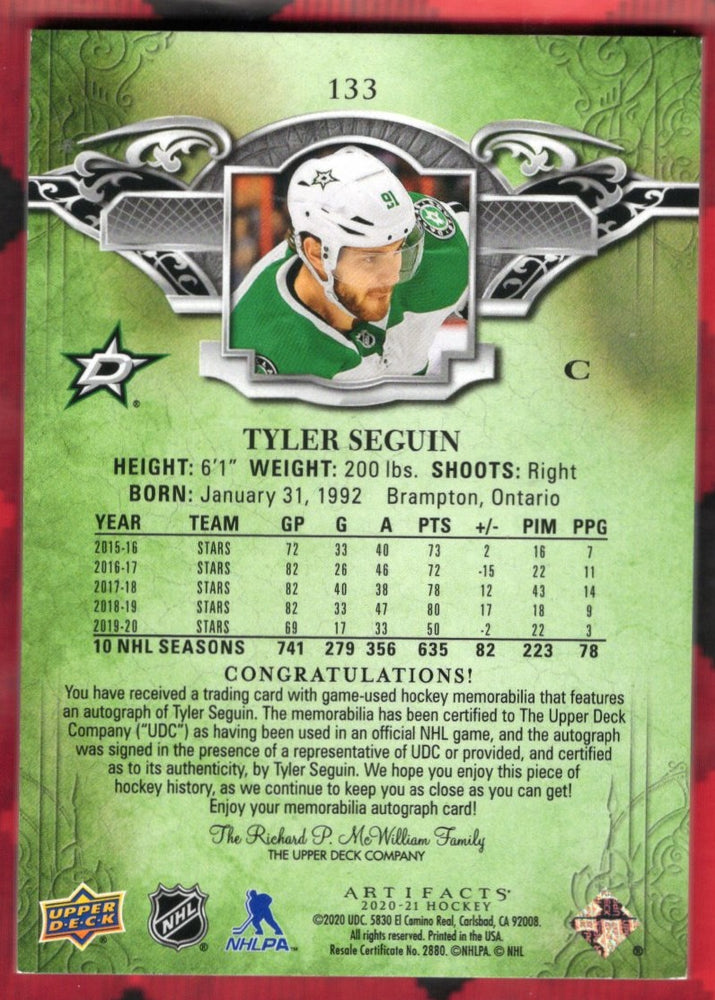 133
91
D
C
TYLER SEGUIN
HEIGHT: 6'1" WEIGHT: 200 lbs. SHOOTS: Right
BORN: January 31, 1992 Brampton, Ontario
YEAR TEAM GP G A PTS +/- PIM PPG
2015-16 STARS 72 33 40 73 2 16 7
2016-17 STARS 82 26 46 72 -15 22 11
2017-18 STARS 82 40 38 78 12 43 14
2018-19 STARS 82 33 47 80 17 18 9
2019-20 STARS 69 17 33 50 -2 22 3
10 NHL SEASONS 741 279 356 635 82 223 78
CONGRATULATIONS!
You have received a trading card with game-used hockey memorabilia that features
an autograph of Tyler Seguin. The memorabilia has been certified to The Upper Deck
Company ("UDC") as having been used in an official NHL game, and the autograph
was signed in the presence of a representative of UDC or provided, and certified
as to its authenticity, by Tyler Seguin. We hope you enjoy this piece of
hockey history, as we continue to keep you as close as you can get!
Enjoy your memorabilia autograph card!
The Richard P. McWilliam Family
THE UPPER DECK COMPANY
UPPER DECK
NHL
NHLPA
ARTIFACTS
2020-21 HOCKEY
©2020 UDC. 5830 El Camino Real, Carlsbad, CA 92008.
All rights reserved. Printed in the USA.
Resale Certificate No. 2880. ©NHLPA. © NHL